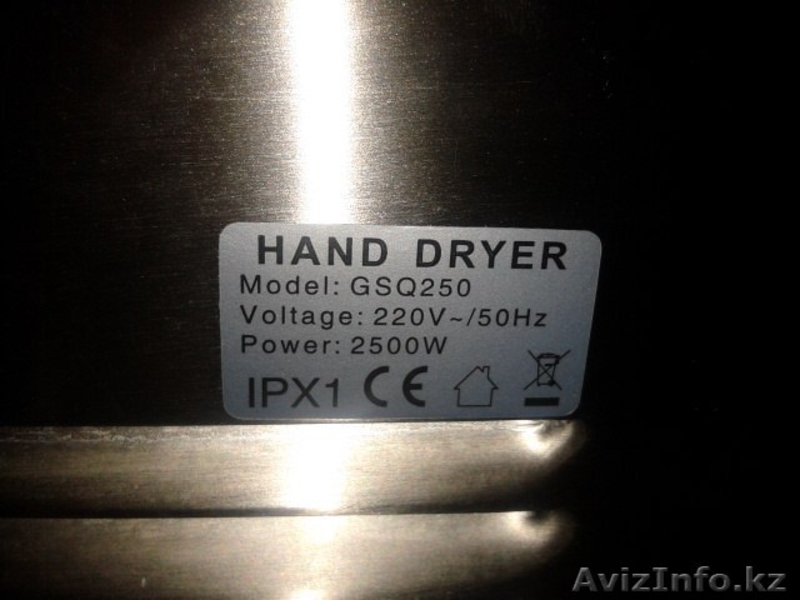 HAND DRYER
Model: GSQ250
Voltage: 220V~/50Hz
Power: 2500W
IPX1 CE
AvizInfo.kz